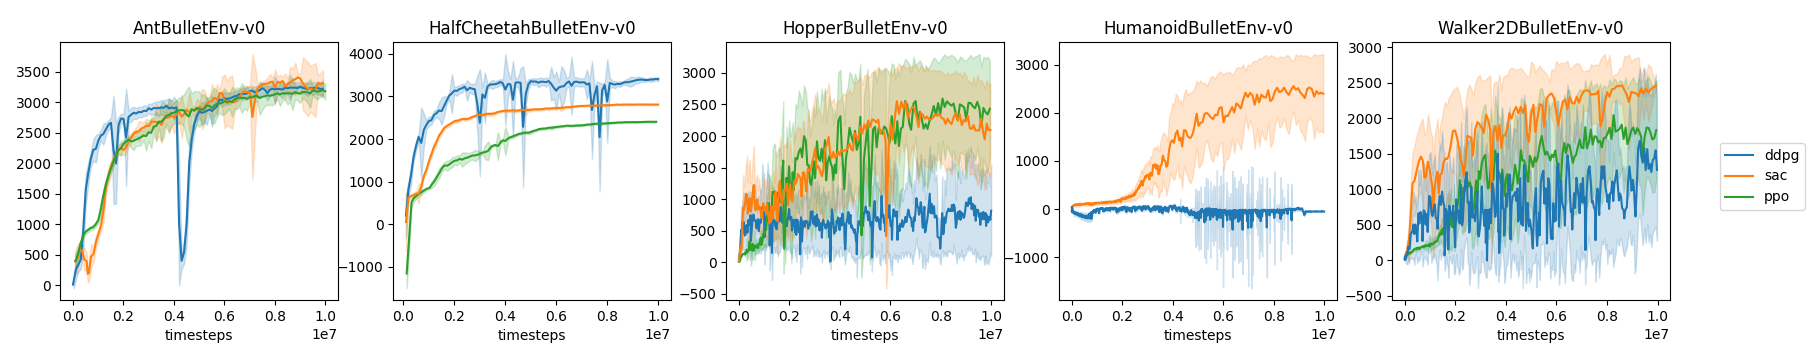 AntBulletEnv-v0
3500
3000
2500
2000
1500
1000
500
0
0.0 0.2 0.4 0.6 0.8 1.0
timesteps 1e7
HalfCheetahBulletEnv-v0
4000
3000
2000
1000
0
−1000
0.0 0.2 0.4 0.6 0.8 1.0
timesteps 1e7
HopperBulletEnv-v0
3000
2500
2000
1500
1000
500
0
−500
0.0 0.2 0.4 0.6 0.8 1.0
timesteps 1e7
HumanoidBulletEnv-v0
3000
2000
1000
0
−1000
0.0 0.2 0.4 0.6 0.8 1.0
timesteps 1e7
Walker2DBulletEnv-v0
3000
2500
2000
1500
1000
500
0
−500
0.0 0.2 0.4 0.6 0.8 1.0
timesteps 1e7
ddpg
sac
ppo